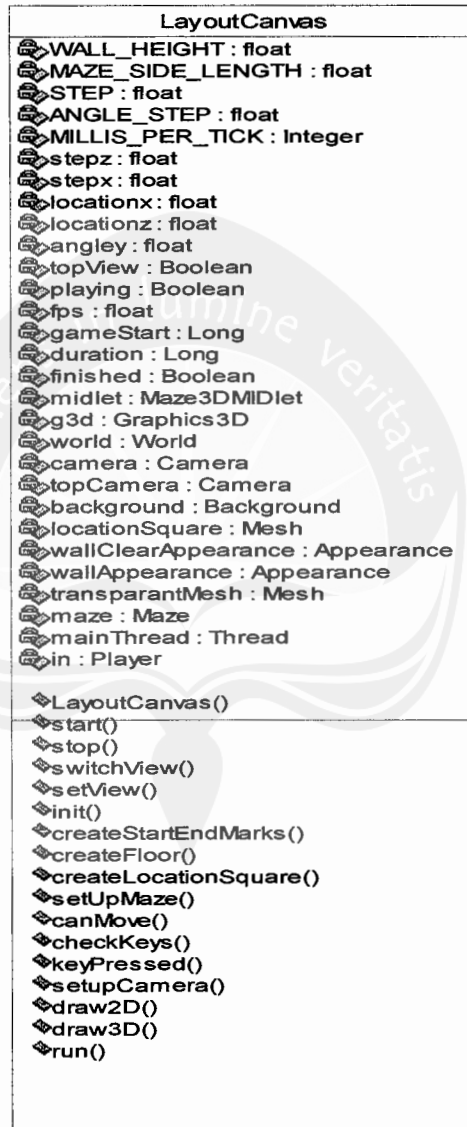 LayoutCanvas
WALL_HEIGHT : float
MAZE_SIDE_LENGTH : float
STEP : float
ANGLE_STEP : float
MILLIS_PER_TICK : Integer
stepz : float
stepx : float
locationx : float
locationz : float
angley : float
topView : Boolean
playing : Boolean
fps : float
gameStart : Long
duration : Long
finished : Boolean
midlet : Maze3DMIDlet
g3d : Graphics3D
world : World
camera : Camera
topCamera : Camera
background : Background
locationSquare : Mesh
wallClearAppearance : Appearance
wallAppearance : Appearance
transparantMesh : Mesh
maze : Maze
mainThread : Thread
in : Player
LayoutCanvas()
start()
stop()
switchView()
setView()
init()
createStartEndMarks()
createFloor()
createLocationSquare()
setUpMaze()
canMove()
checkKeys()
keyPressed()
setupCamera()
draw2D()
draw3D()
run()
lumine veritatis